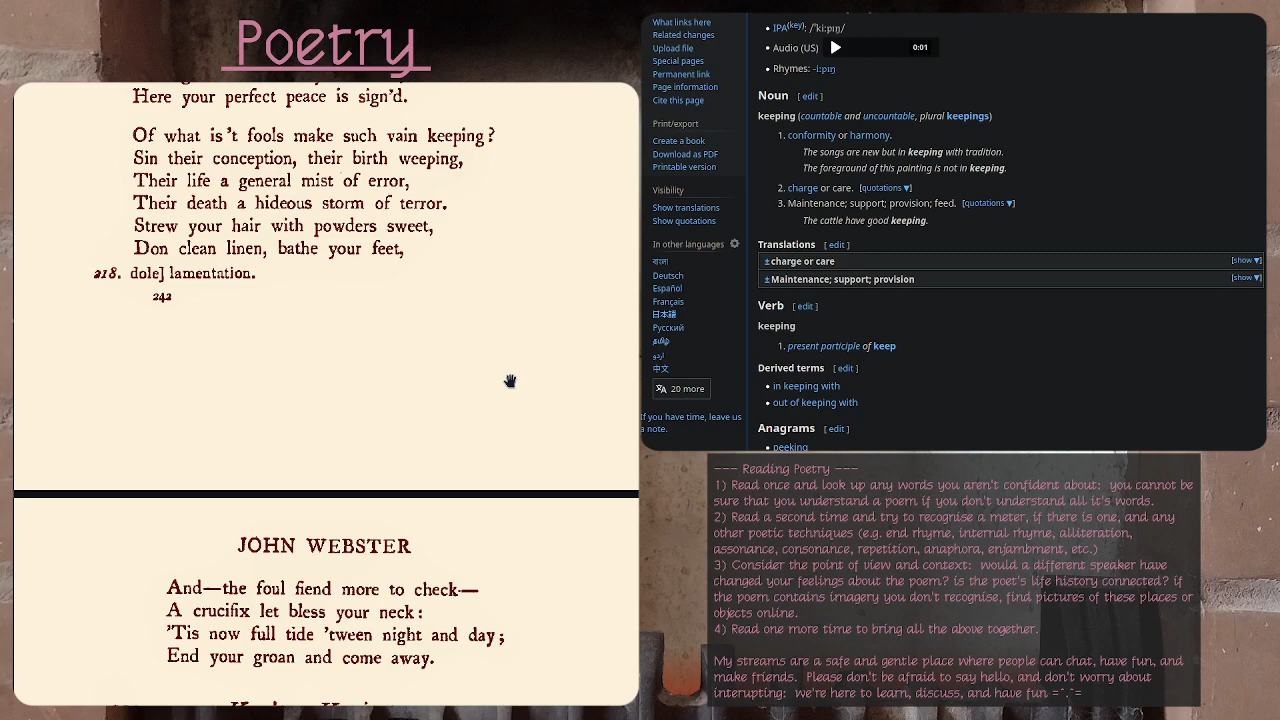 Poetry
Here your perfect peace is sign'd.
Of what is't fools make such vain keeping?
Sin their conception, their birth weeping,
Their life a general mist of error,
Their death a hideous storm of terror.
Strew your hair with powders sweet,
Don clean linen, bathe your feet,
218. dole] lamentation.
242
JOHN WEBSTER
And—the foul fiend more to check—
A crucifix let bless your neck:
'Tis now full tide 'tween night and day;
End your groan and come away.
What links here
Related changes
Upload file
Special pages
Permanent link
Page information
Cite this page
Print/export
Create a book
Download as PDF
Printable version
Visibility
Show translations
Show quotations
In other languages
বাংলা
Deutsch
Español
Français
日本語
Русский
தமிழ்
اردو
中文
20 more
If you have time, leave us
a note.
• IPA(key): /ˈkiːpɪŋ/
• Audio (US) 0:01
• Rhymes: -iːpɪŋ
Noun [ edit ]
keeping (countable and uncountable, plural keepings)
1. conformity or harmony.
The songs are new but in keeping with tradition.
The foreground of this painting is not in keeping.
2. charge or care. [quotations ▼]
3. Maintenance; support; provision; feed. [quotations ▼]
The cattle have good keeping.
Translations [ edit ]
±charge or care [show ▼]
±Maintenance; support; provision [show ▼]
Verb [ edit ]
keeping
1. present participle of keep
Derived terms [ edit ]
• in keeping with
• out of keeping with
Anagrams [ edit ]
• peeking
--- Reading Poetry ---
1) Read once and look up any words you aren't confident about: you cannot be
sure that you understand a poem if you don't understand all it's words.
2) Read a second time and try to recognise a meter, if there is one, and any
other poetic techniques (e.g. end rhyme, internal rhyme, alliteration,
assonance, consonance, repetition, anaphora, enjambment, etc.)
3) Consider the point of view and context: would a different speaker have
changed your feelings about the poem? is the poet's life history connected? if
the poem contains imagery you don't recognise, find pictures of these places or
objects online.
4) Read one more time to bring all the above together.
My streams are a safe and gentle place where people can chat, have fun, and
make friends. Please don't be afraid to say hello, and don't worry about
interupting: we're here to learn, discuss, and have fun =^.^=